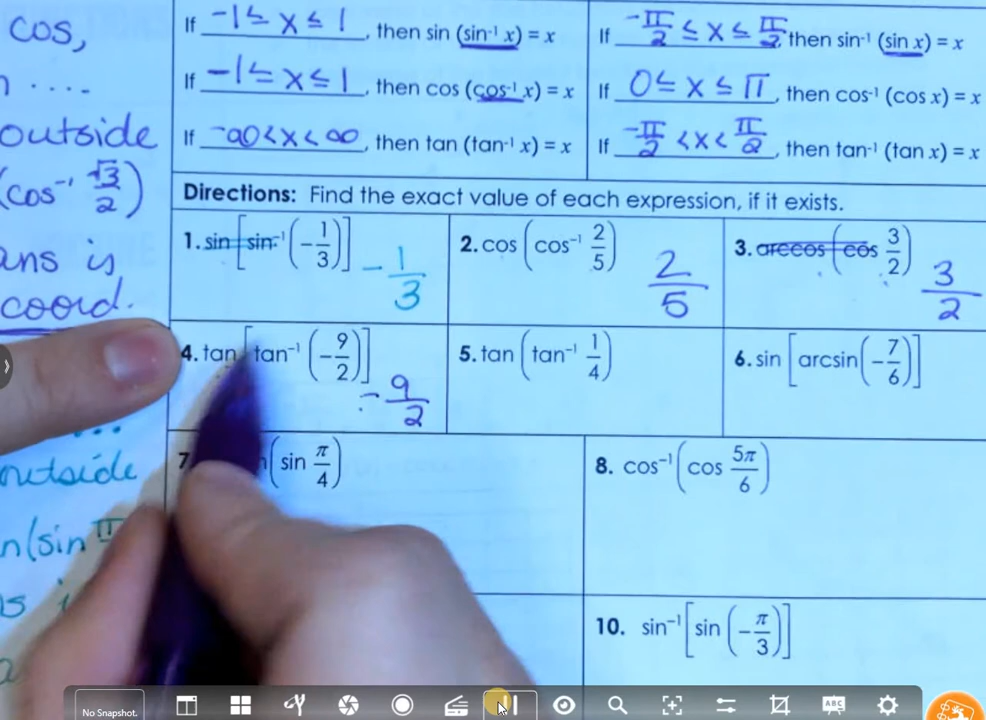 cos,
If -1 ≤ x ≤ 1, then sin (sin⁻¹ x) = x
If -π/2 ≤ x ≤ π/2, then sin⁻¹ (sin x) = x
If -1 ≤ x ≤ 1, then cos (cos⁻¹ x) = x
If 0 ≤ x ≤ π, then cos⁻¹ (cos x) = x
outside
If -∞ < x < ∞, then tan (tan⁻¹ x) = x
If -π/2 < x < π/2, then tan⁻¹ (tan x) = x
(cos⁻¹ √3/2)
ans is
coord.
Directions: Find the exact value of each expression, if it exists.
1. sin [sin⁻¹ (-1/3)] -1/3
2. cos (cos⁻¹ 2/5) 2/5
3. arccos (cos 3/2) 3/2
4. tan [tan⁻¹ (-9/2)] -9/2
5. tan (tan⁻¹ 1/4)
6. sin [arcsin (-7/6)]
outside
n(sin π
7
(sin π/4)
8. cos⁻¹ (cos 5π/6)
10. sin⁻¹ [sin (-π/3)]
No Snapshot.
ABC